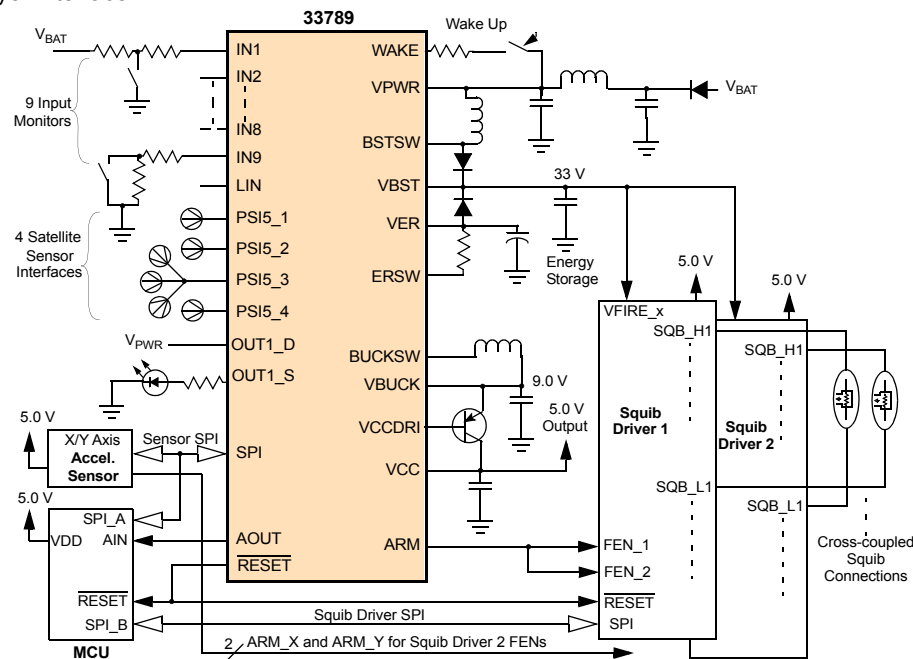 33789
V_BAT
IN1
WAKE
Wake Up
IN2
VPWR
V_BAT
9 Input
Monitors
IN8
BSTSW
IN9
LIN
VBST
33 V
PSI5_1
VER
4 Satellite
Sensor
Interfaces
PSI5_2
Energy
Storage
PSI5_3
ERSW
5.0 V
5.0 V
PSI5_4
VFIRE_x
SQB_H1
V_PWR
OUT1_D
BUCKSW
SQB_H1
OUT1_S
VBUCK
9.0 V
5.0 V
Output
Squib
Driver 1
Squib
Driver 2
VCCDRI
5.0 V
X/Y Axis
Accel.
Sensor
Sensor SPI
SPI
VCC
SQB_L1
5.0 V
SQB_L1
SPI_A
VDD
AIN
AOUT
ARM
FEN_1
Cross-coupled
Squib
Connections
RESET
FEN_2
RESET
RESET
Squib Driver SPI
SPI_B
SPI
MCU
2
ARM_X and ARM_Y for Squib Driver 2 FENs